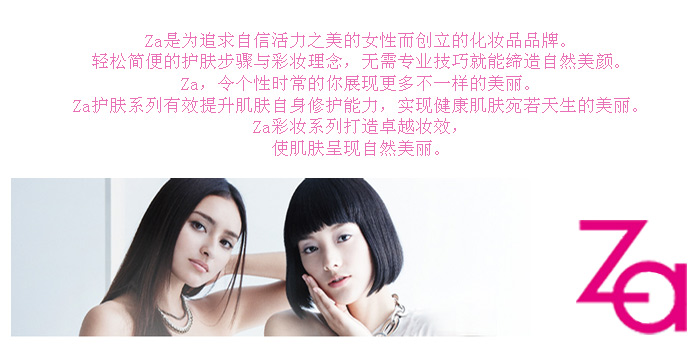 Za是为追求自信活力之美的女性而创立的化妆品品牌。
轻松简便的护肤步骤与彩妆理念，无需专业技巧就能缔造自然美颜。
Za，令个性时常的你展现更多不一样的美丽。
Za护肤系列有效提升肌肤自身修护能力，实现健康肌肤宛若天生的美丽。
Za彩妆系列打造卓越妆效，
使肌肤呈现自然美丽。
Za